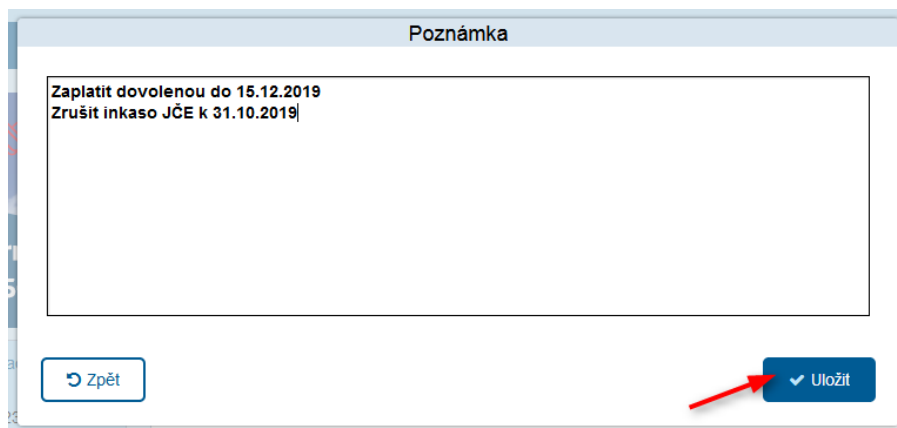 Poznámka
Zaplatit dovolenou do 15.12.2019
Zrušit inkaso JČE k 31.10.2019
Zpět
Uložit